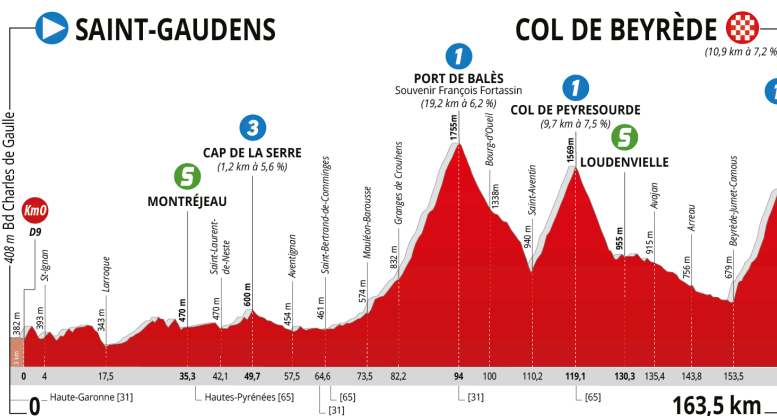 SAINT-GAUDENS
COL DE BEYRÈDE
(10,9 km à 7,2 %
1
PORT DE BALÈS
Souvenir François Fortassin
(19,2 km à 6,2 %)
1
COL DE PEYRESOURDE
(9,7 km à 7,5 %)
3
CAP DE LA SERRE
(1,2 km à 5,6 %)
S
LOUDENVIELLE
S
MONTRÉJEAU
Km0
D9
408 m Bd Charles de Gaulle
382 m
393 m St-Ignan
343 m Larroque
470 m
470 m Saint-Laurent-
de-Neste
600 m
454 m Aventignan
461 m Saint-Bertrand-de-Comminges
574 m Mauléon-Barousse
832 m Granges de Crouhens
1755m
1338m Bourg-d'Oueil
940 m Saint-Aventin
1569m
955 m
915 m Avajan
756 m Arreau
679 m Beyrède-Jumet-Camous
3 km
0 4 17,5 35,3 42,1 49,7 57,5 64,6 73,5 82,2 94 100 110,2 119,1 130,3 135,4 143,8 153,5
Haute-Garonne [31] Hautes-Pyrénées [65] [65] [31] [65]
[31]
0
163,5 km